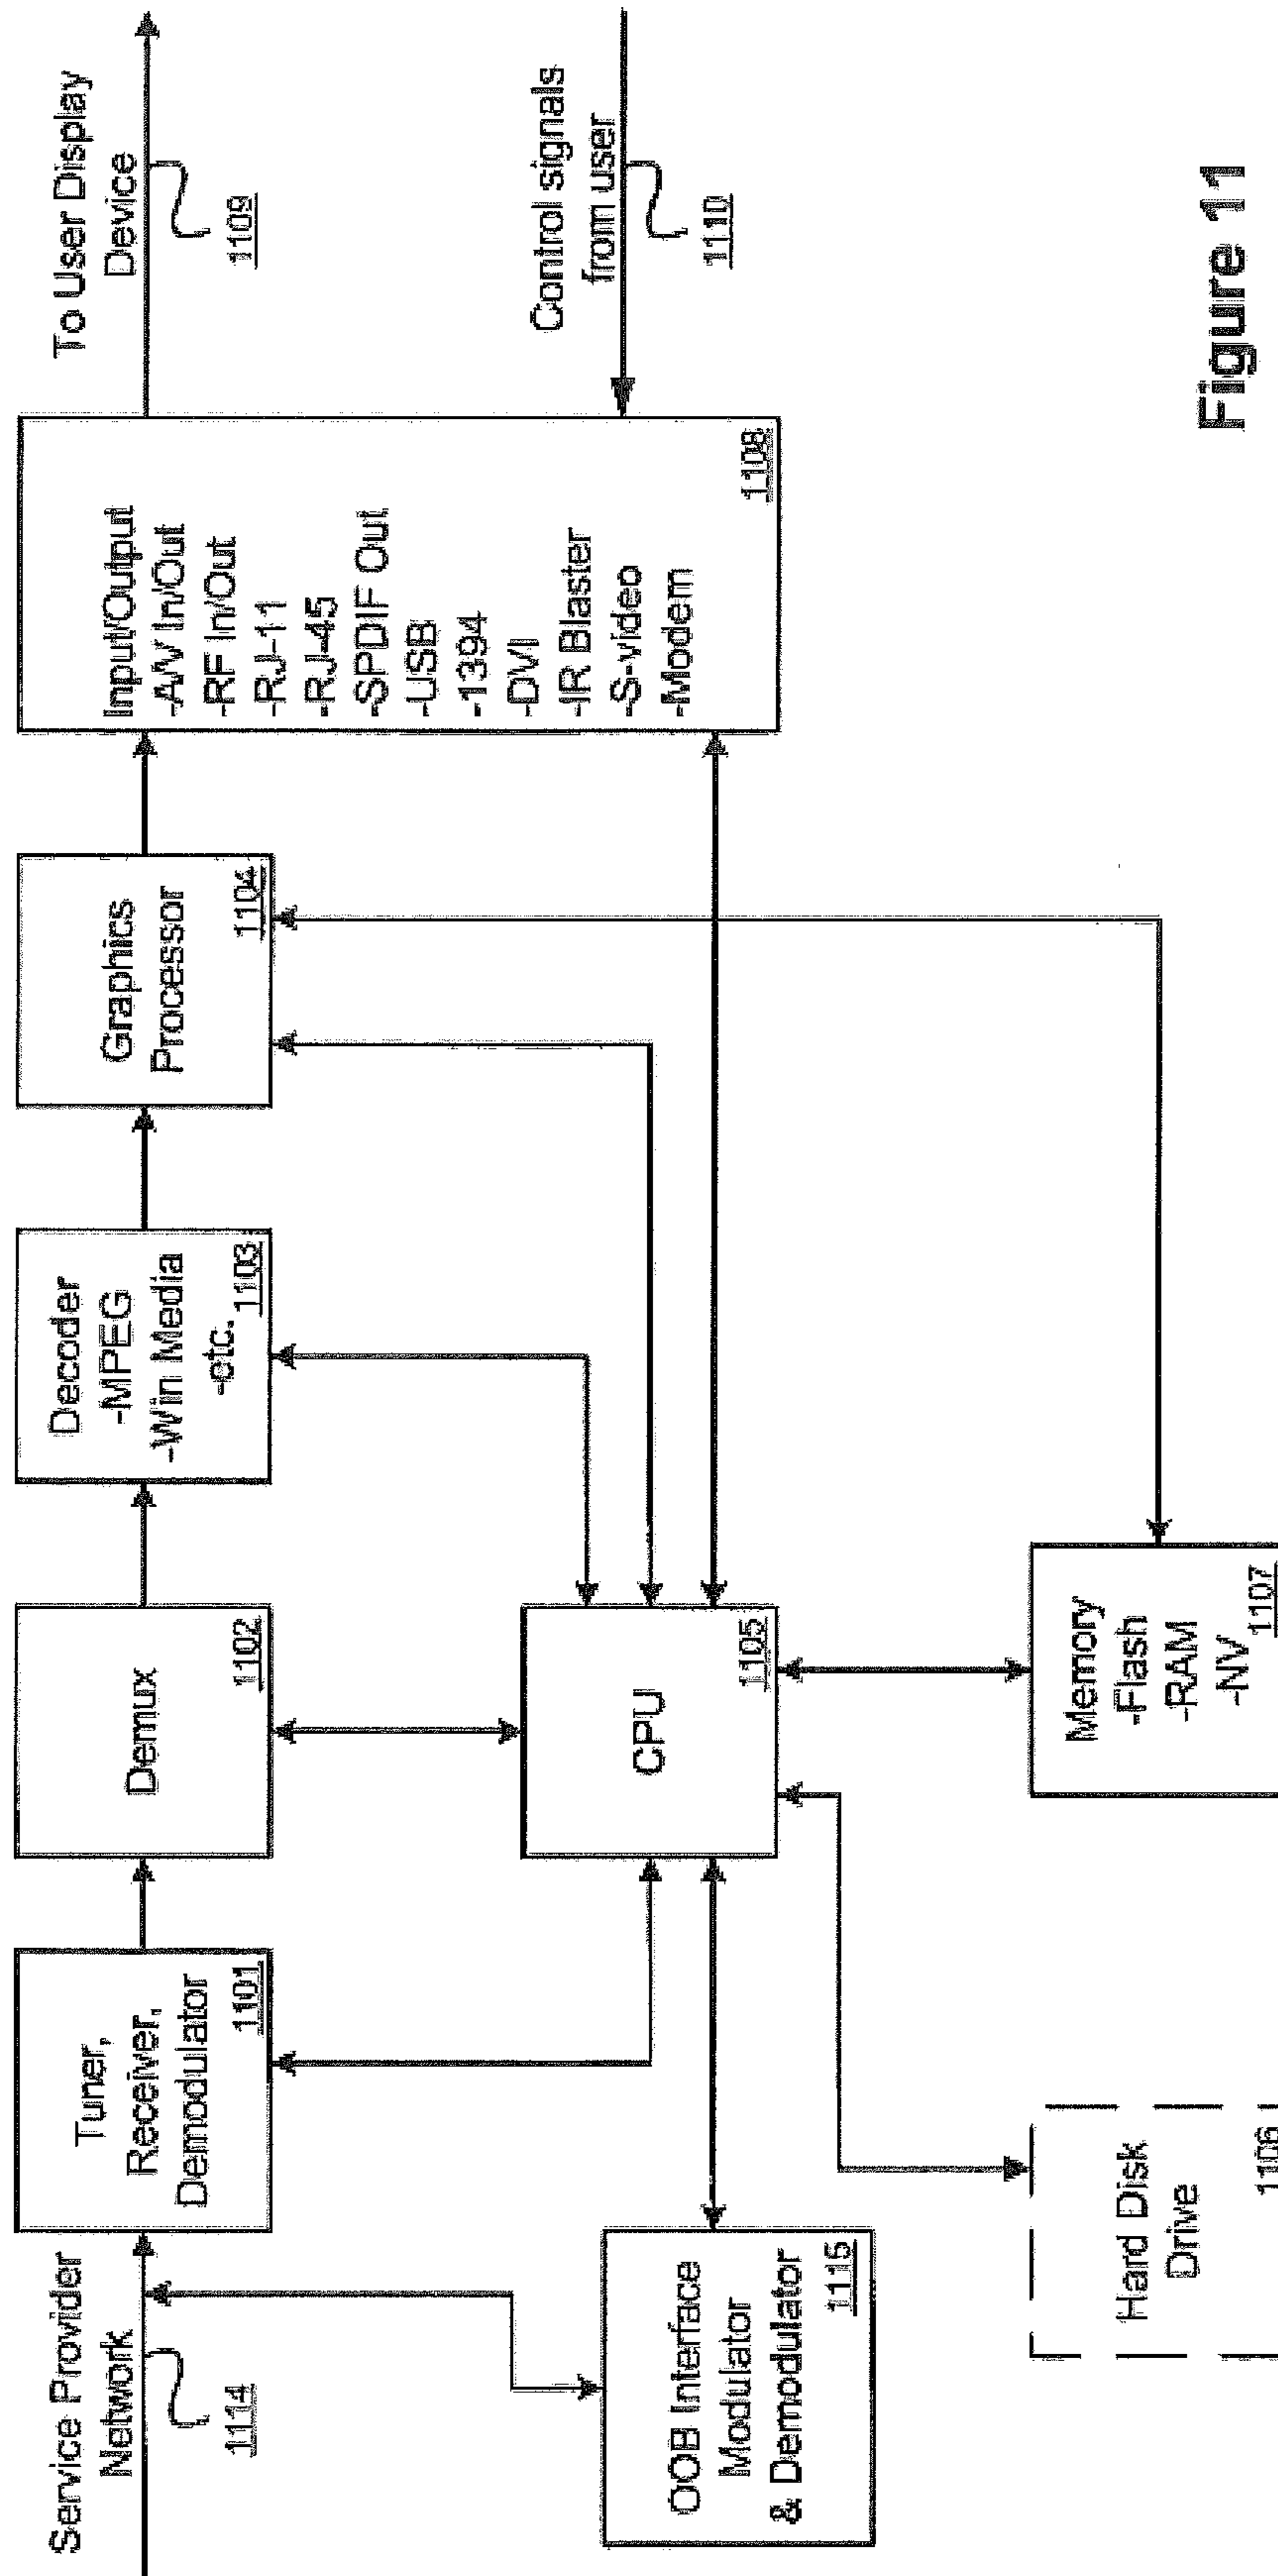 Service Provider
Network
1114
Tuner,
Receiver,
Demodulator
1101
Demux
1102
Decoder
-MPEG
-Win Media
-etc.
1103
Graphics
Processor
1104
Input/Output
-A/V In/Out
-RF In/Out
-RJ-11
-RJ-45
-SPDIF Out
-USB
-1394
-DVI
-IR Blaster
-S-video
-Modem
1108
To User Display
Device
1109
Control signals
from user
1110
OOB Interface
Modulator
& Demodulator
1115
CPU
1105
Hard Disk
Drive
1106
Memory
-Flash
-RAM
-NV
1107
Figure 11